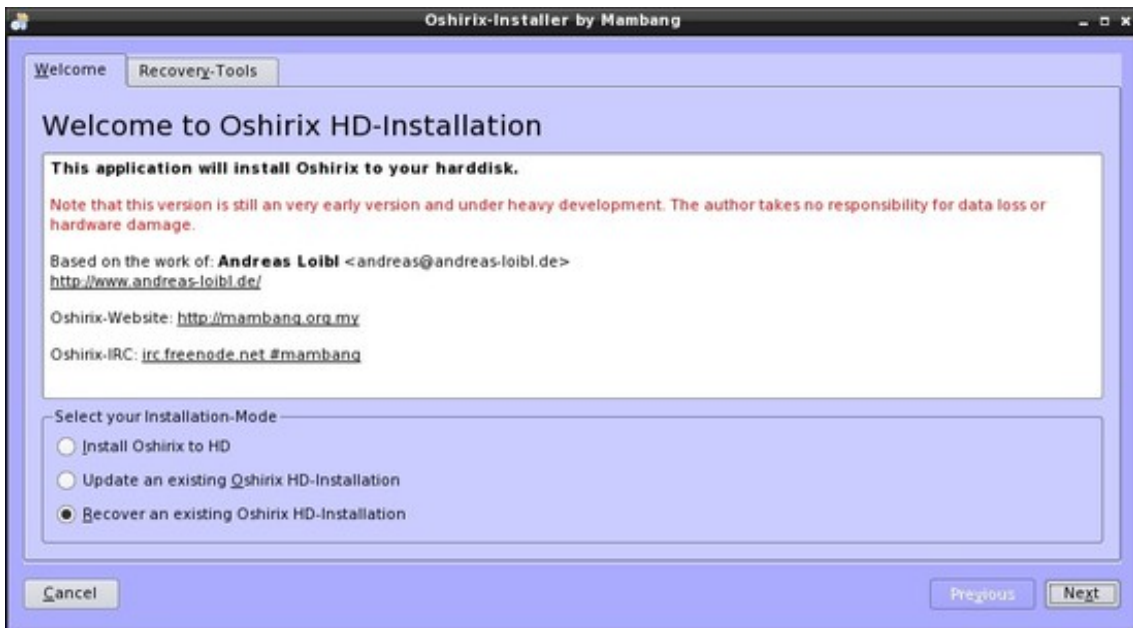 Oshirix-Installer by Mambang
Welcome
Recovery-Tools
Welcome to Oshirix HD-Installation
This application will install Oshirix to your harddisk.
Note that this version is still an very early version and under heavy development. The author takes no responsibility for data loss or
hardware damage.
Based on the work of: Andreas Loibl <andreas@andreas-loibl.de>
http://www.andreas-loibl.de/
Oshirix-Website: http://mambang.org.my
Oshirix-IRC: irc.freenode.net #mambang
Select your Installation-Mode
Install Oshirix to HD
Update an existing Oshirix HD-Installation
Recover an existing Oshirix HD-Installation
Cancel
Previous
Next